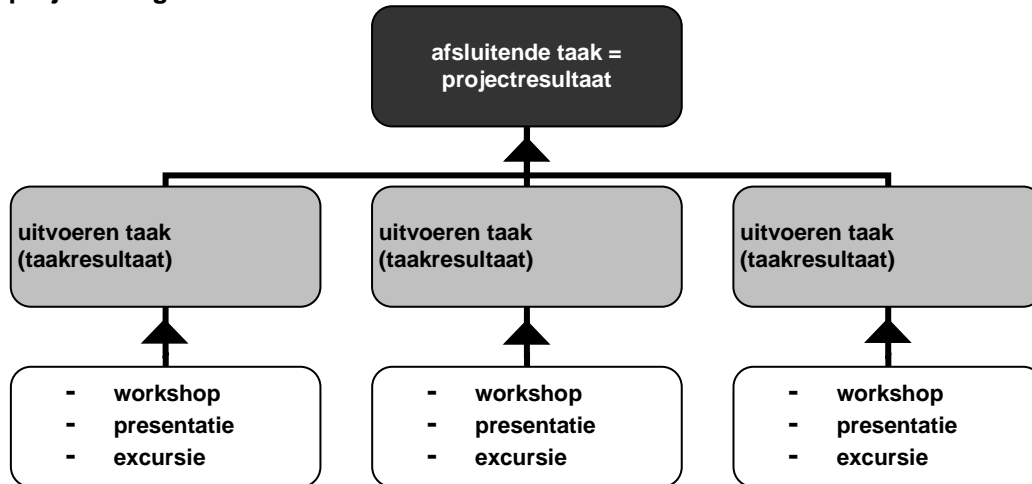 afsluitende taak =
projectresultaat
uitvoeren taak
(taakresultaat)
uitvoeren taak
(taakresultaat)
uitvoeren taak
(taakresultaat)
- workshop
- presentatie
- excursie
- workshop
- presentatie
- excursie
- workshop
- presentatie
- excursie